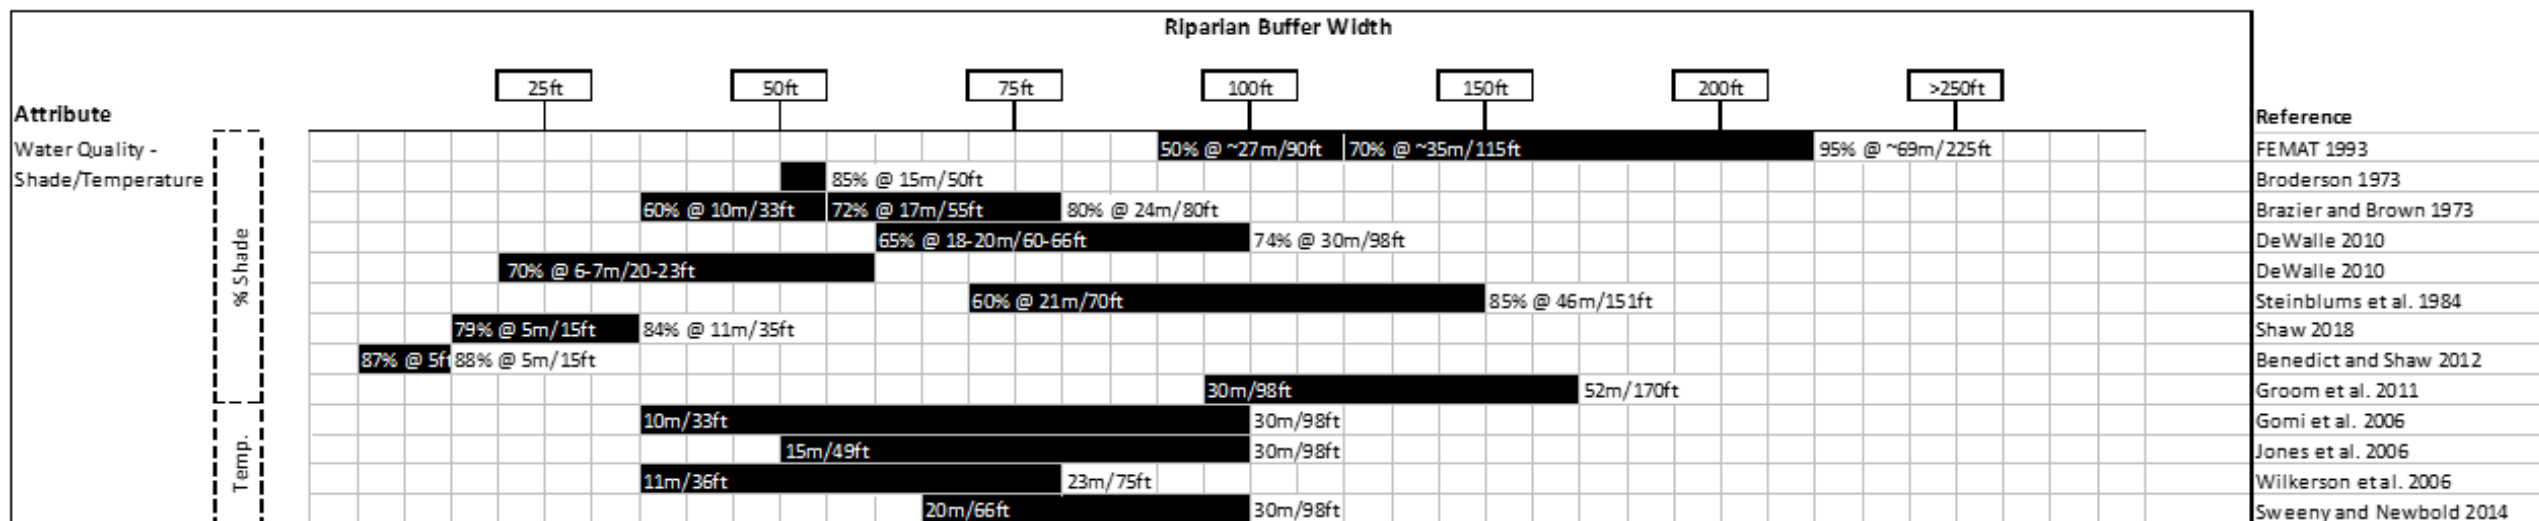 Riparian Buffer Width
25ft 50ft 75ft 100ft 150ft 200ft >250ft
Attribute Reference
Water Quality - 50% @ ~27m/90ft 70% @ ~35m/115ft 95% @ ~69m/225ft FEMAT 1993
Shade/Temperature 85% @ 15m/50ft Broderson 1973
60% @ 10m/33ft 72% @ 17m/55ft 80% @ 24m/80ft Brazier and Brown 1973
% Shade
65% @ 18-20m/60-66ft 74% @ 30m/98ft DeWalle 2010
70% @ 6-7m/20-23ft DeWalle 2010
60% @ 21m/70ft 85% @ 46m/151ft Steinblums et al. 1984
79% @ 5m/15ft 84% @ 11m/35ft Shaw 2018
87% @ 5ft 88% @ 5m/15ft Benedict and Shaw 2012
30m/98ft 52m/170ft Groom et al. 2011
Temp.
10m/33ft 30m/98ft Gomi et al. 2006
15m/49ft 30m/98ft Jones et al. 2006
11m/36ft 23m/75ft Wilkerson et al. 2006
20m/66ft 30m/98ft Sweeny and Newbold 2014